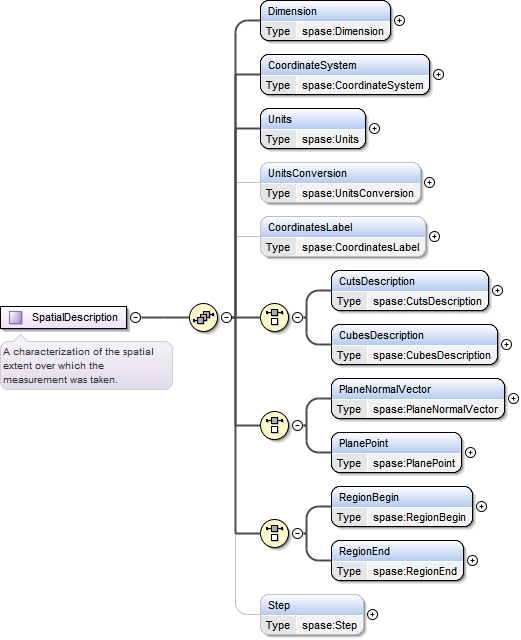 Dimension
Type spase:Dimension
CoordinateSystem
Type spase:CoordinateSystem
Units
Type spase:Units
UnitsConversion
Type spase:UnitsConversion
CoordinatesLabel
Type spase:CoordinatesLabel
SpatialDescription
A characterization of the spatial
extent over which the
measurement was taken.
CutsDescription
Type spase:CutsDescription
CubesDescription
Type spase:CubesDescription
PlaneNormalVector
Type spase:PlaneNormalVector
PlanePoint
Type spase:PlanePoint
RegionBegin
Type spase:RegionBegin
RegionEnd
Type spase:RegionEnd
Step
Type spase:Step